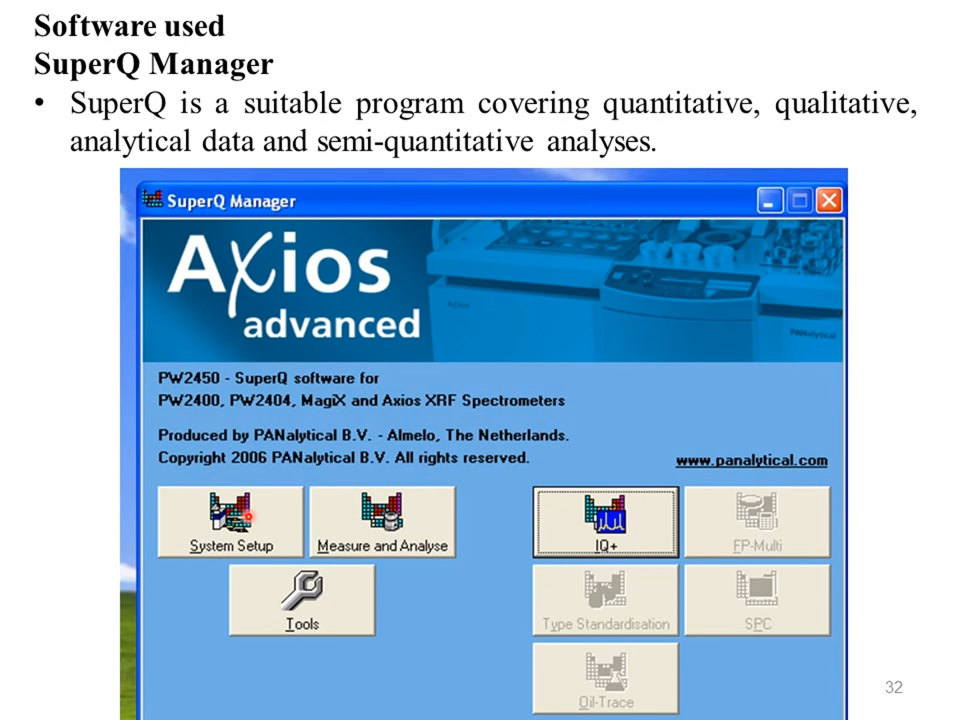 Software used
SuperQ Manager
• SuperQ is a suitable program covering quantitative, qualitative,
analytical data and semi-quantitative analyses.
SuperQ Manager
Axios
advanced
Axios
PANalytical
PW2450 - SuperQ software for
PW2400, PW2404, MagiX and Axios XRF Spectrometers
Produced by PANalytical B.V. - Almelo, The Netherlands.
Copyright 2006 PANalytical B.V. All rights reserved.
www.panalytical.com
System Setup
Measure and Analyse
IQ+
FP-Multi
Tools
Type Standardisation
SPC
Oil-Trace
32